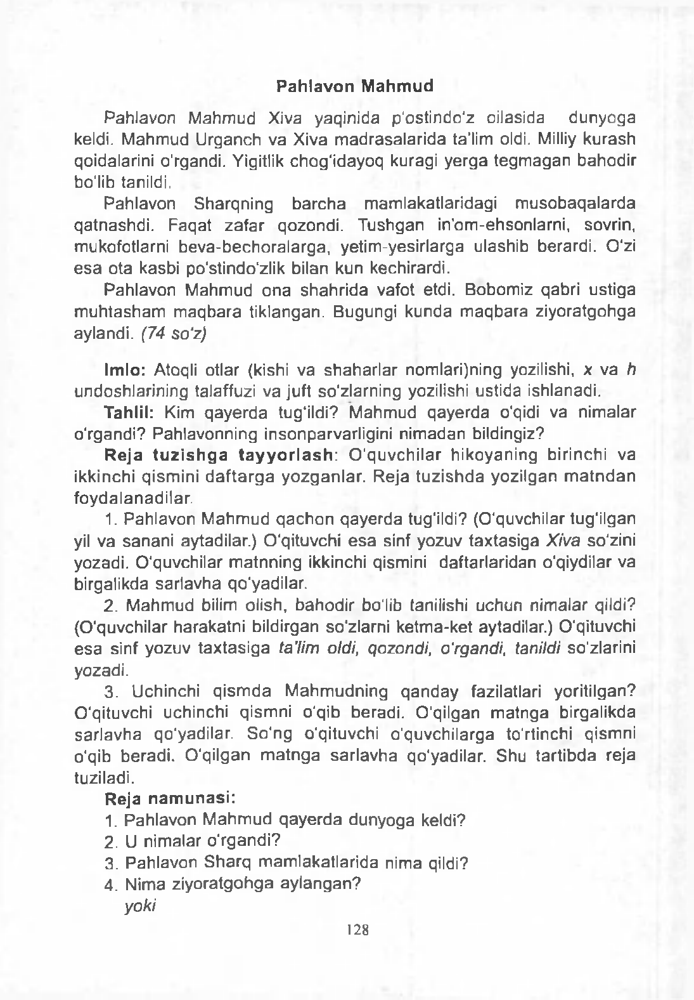 Pahlavon Mahmud
Pahlavon Mahmud Xiva yaqinida p'ostindo'z oilasida dunyoga
keldi. Mahmud Urganch va Xiva madrasalarida ta'lim oldi. Milliy kurash
qoidalarini o'rgandi. Yigitlik chog'idayoq kuragi yerga tegmagan bahodir
bo'lib tanildi.
Pahlavon Sharqning barcha mamlakatlaridagi musobaqalarda
qatnashdi. Faqat zafar qozondi. Tushgan in'om-ehsonlarni, sovrin,
mukofotlarni beva-bechoralarga, yetim-yesirlarga ulashib berardi. O'zi
esa ota kasbi po'stindo'zlik bilan kun kechirardi.
Pahlavon Mahmud ona shahrida vafot etdi. Bobomiz qabri ustiga
muhtasham maqbara tiklangan. Bugungi kunda maqbara ziyoratgohga
aylandi. (74 so'z)
Imlo: Atoqli otlar (kishi va shaharlar nomlari)ning yozilishi, x va h
undoshlarining talaffuzi va juft so'zlarning yozilishi ustida ishlanadi.
Tahlil: Kim qayerda tug'ildi? Mahmud qayerda o'qidi va nimalar
o'rgandi? Pahlavonning insonparvarligini nimadan bildingiz?
Reja tuzishga tayyorlash: O'quvchilar hikoyaning birinchi va
ikkinchi qismini daftarga yozganlar. Reja tuzishda yozilgan matndan
foydalanadilar.
1. Pahlavon Mahmud qachon qayerda tug'ildi? (O'quvchilar tug'ilgan
yil va sanani aytadilar.) O'qituvchi esa sinf yozuv taxtasiga Xiva so'zini
yozadi. O'quvchilar matnning ikkinchi qismini daftarlaridan o'qiydilar va
birgalikda sarlavha qo'yadilar.
2. Mahmud bilim olish, bahodir bo'lib tanilishi uchun nimalar qildi?
(O'quvchilar harakatni bildirgan so'zlarni ketma-ket aytadilar.) O'qituvchi
esa sinf yozuv taxtasiga ta'lim oldi, qozondi, o'rgandi, tanildi so'zlarini
yozadi.
3. Uchinchi qismda Mahmudning qanday fazilatlari yoritilgan?
O'qituvchi uchinchi qismni o'qib beradi. O'qilgan matnga birgalikda
sarlavha qo'yadilar. So'ng o'qituvchi o'quvchilarga to'rtinchi qismni
o'qib beradi. O'qilgan matnga sarlavha qo'yadilar. Shu tartibda reja
tuziladi.
Reja namunasi:
1. Pahlavon Mahmud qayerda dunyoga keldi?
2. U nimalar o'rgandi?
3. Pahlavon Sharq mamlakatlarida nima qildi?
4. Nima ziyoratgohga aylangan?
yoki
128